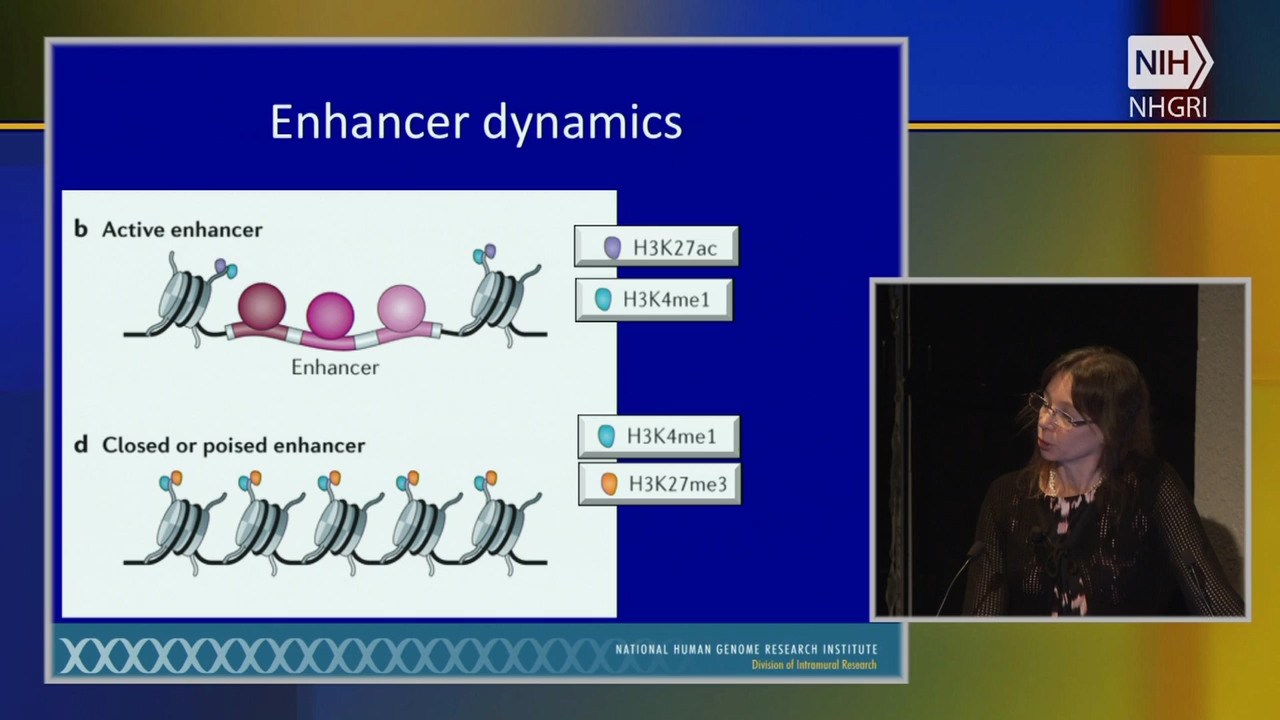 Enhancer dynamics
b Active enhancer
H3K27ac
H3K4me1
Enhancer
d Closed or poised enhancer
H3K4me1
H3K27me3
NATIONAL HUMAN GENOME RESEARCH INSTITUTE
Division of Intramural Research
NIH
NHGRI